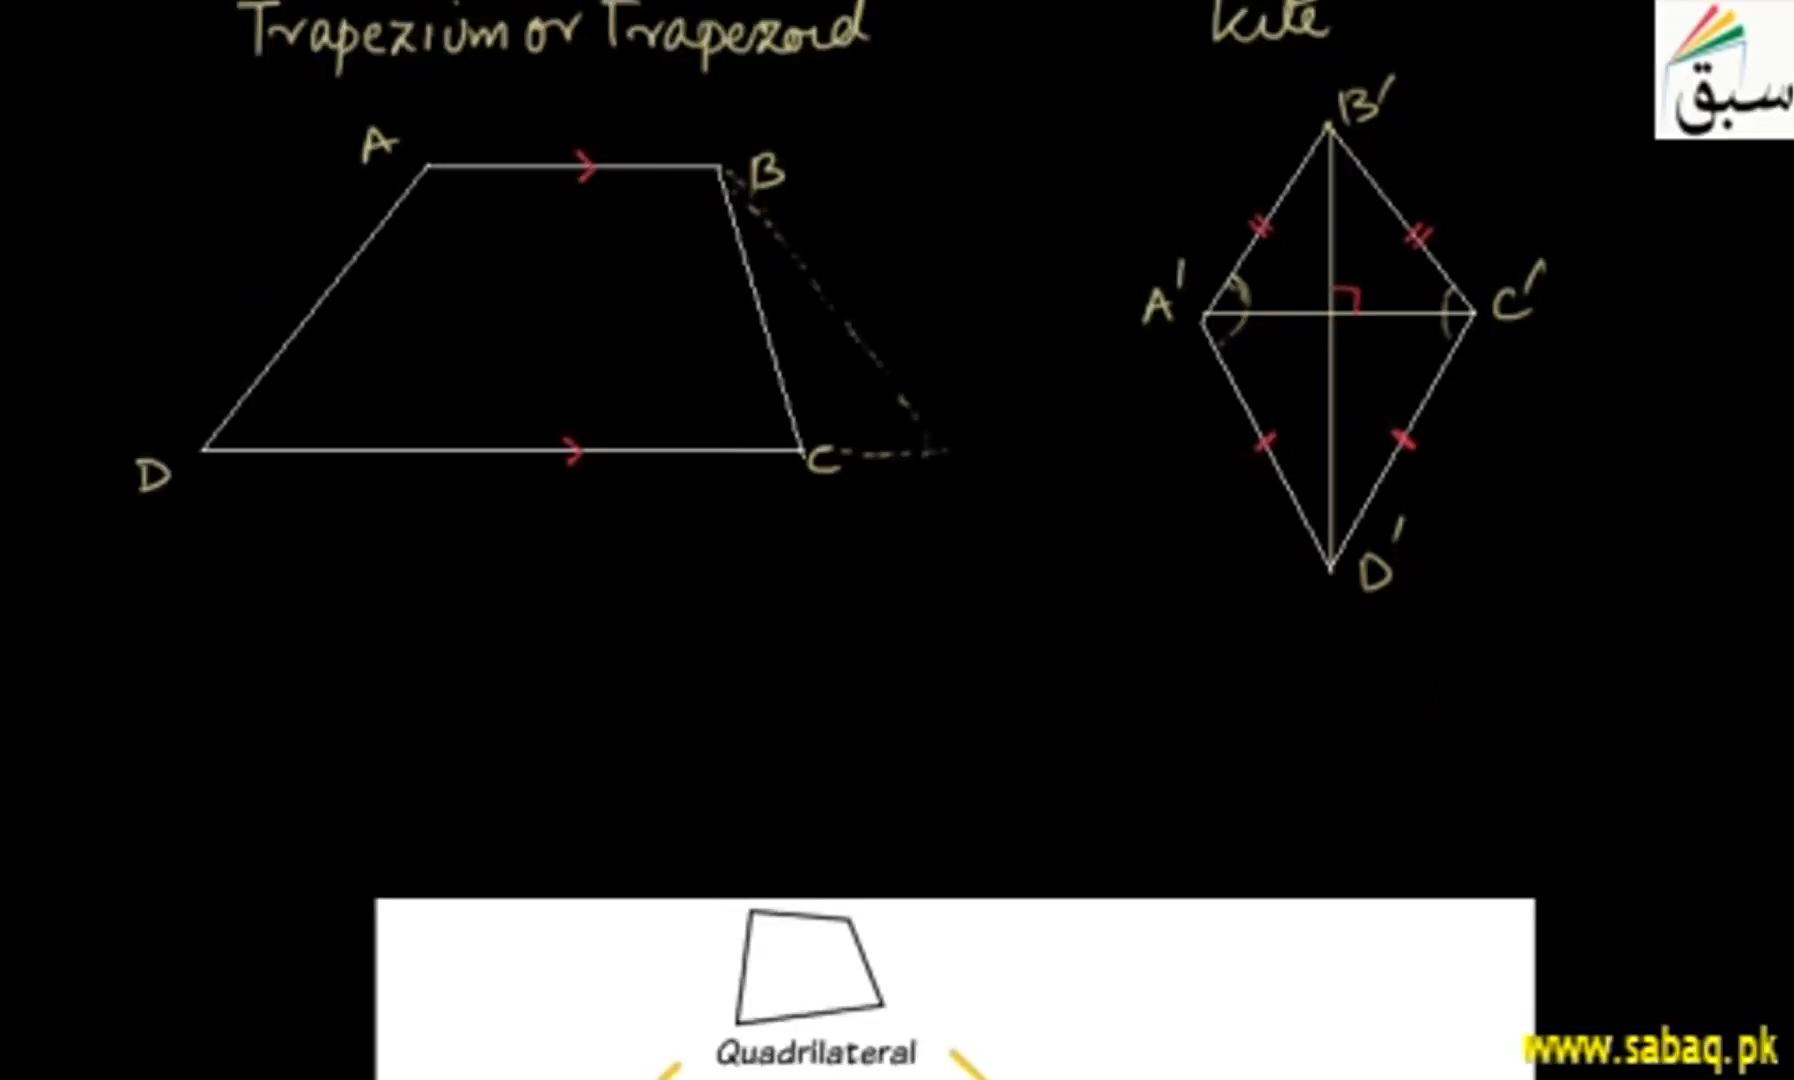 Trapezium or Trapezoid
Kite
سبق
A
B
D
C
B'
A'
C'
D'
Quadrilateral
www.sabaq.pk